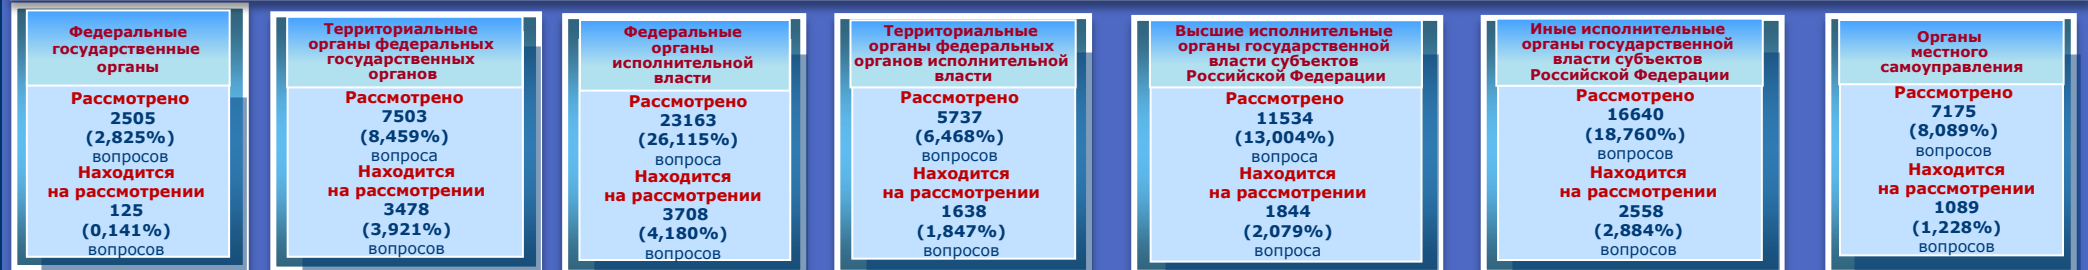 Федеральные
государственные
органы
Рассмотрено
2505
(2,825%)
вопросов
Находится
на рассмотрении
125
(0,141%)
вопросов
Территориальные
органы федеральных
государственных
органов
Рассмотрено
7503
(8,459%)
вопроса
Находится
на рассмотрении
3478
(3,921%)
вопросов
Федеральные
органы
исполнительной
власти
Рассмотрено
23163
(26,115%)
вопроса
Находится
на рассмотрении
3708
(4,180%)
вопросов
Территориальные
органы федеральных
органов исполнительной
власти
Рассмотрено
5737
(6,468%)
вопросов
Находится
на рассмотрении
1638
(1,847%)
вопросов
Высшие исполнительные
органы государственной
власти субъектов
Российской Федерации
Рассмотрено
11534
(13,004%)
вопроса
Находится
на рассмотрении
1844
(2,079%)
вопроса
Иные исполнительные
органы государственной
власти субъектов
Российской Федерации
Рассмотрено
16640
(18,760%)
вопросов
Находится
на рассмотрении
2558
(2,884%)
вопросов
Органы
местного
самоуправления
Рассмотрено
7175
(8,089%)
вопросов
Находится
на рассмотрении
1089
(1,228%)
вопросов